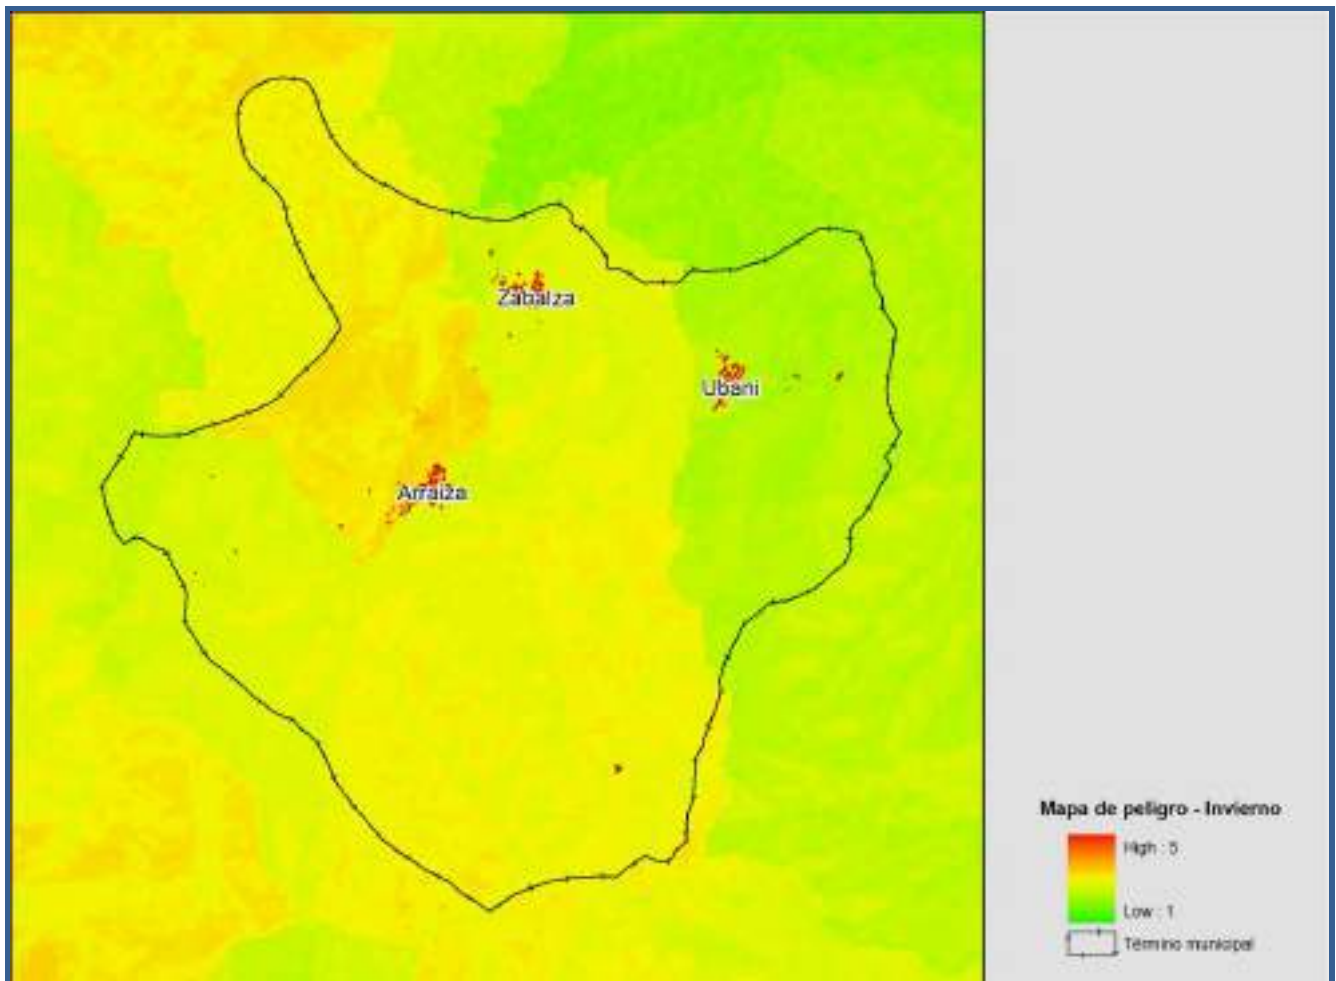 Zabalza
Ubani
Arraiza
Mapa de peligro - Invierno
High : 5
Low : 1
Término municipal